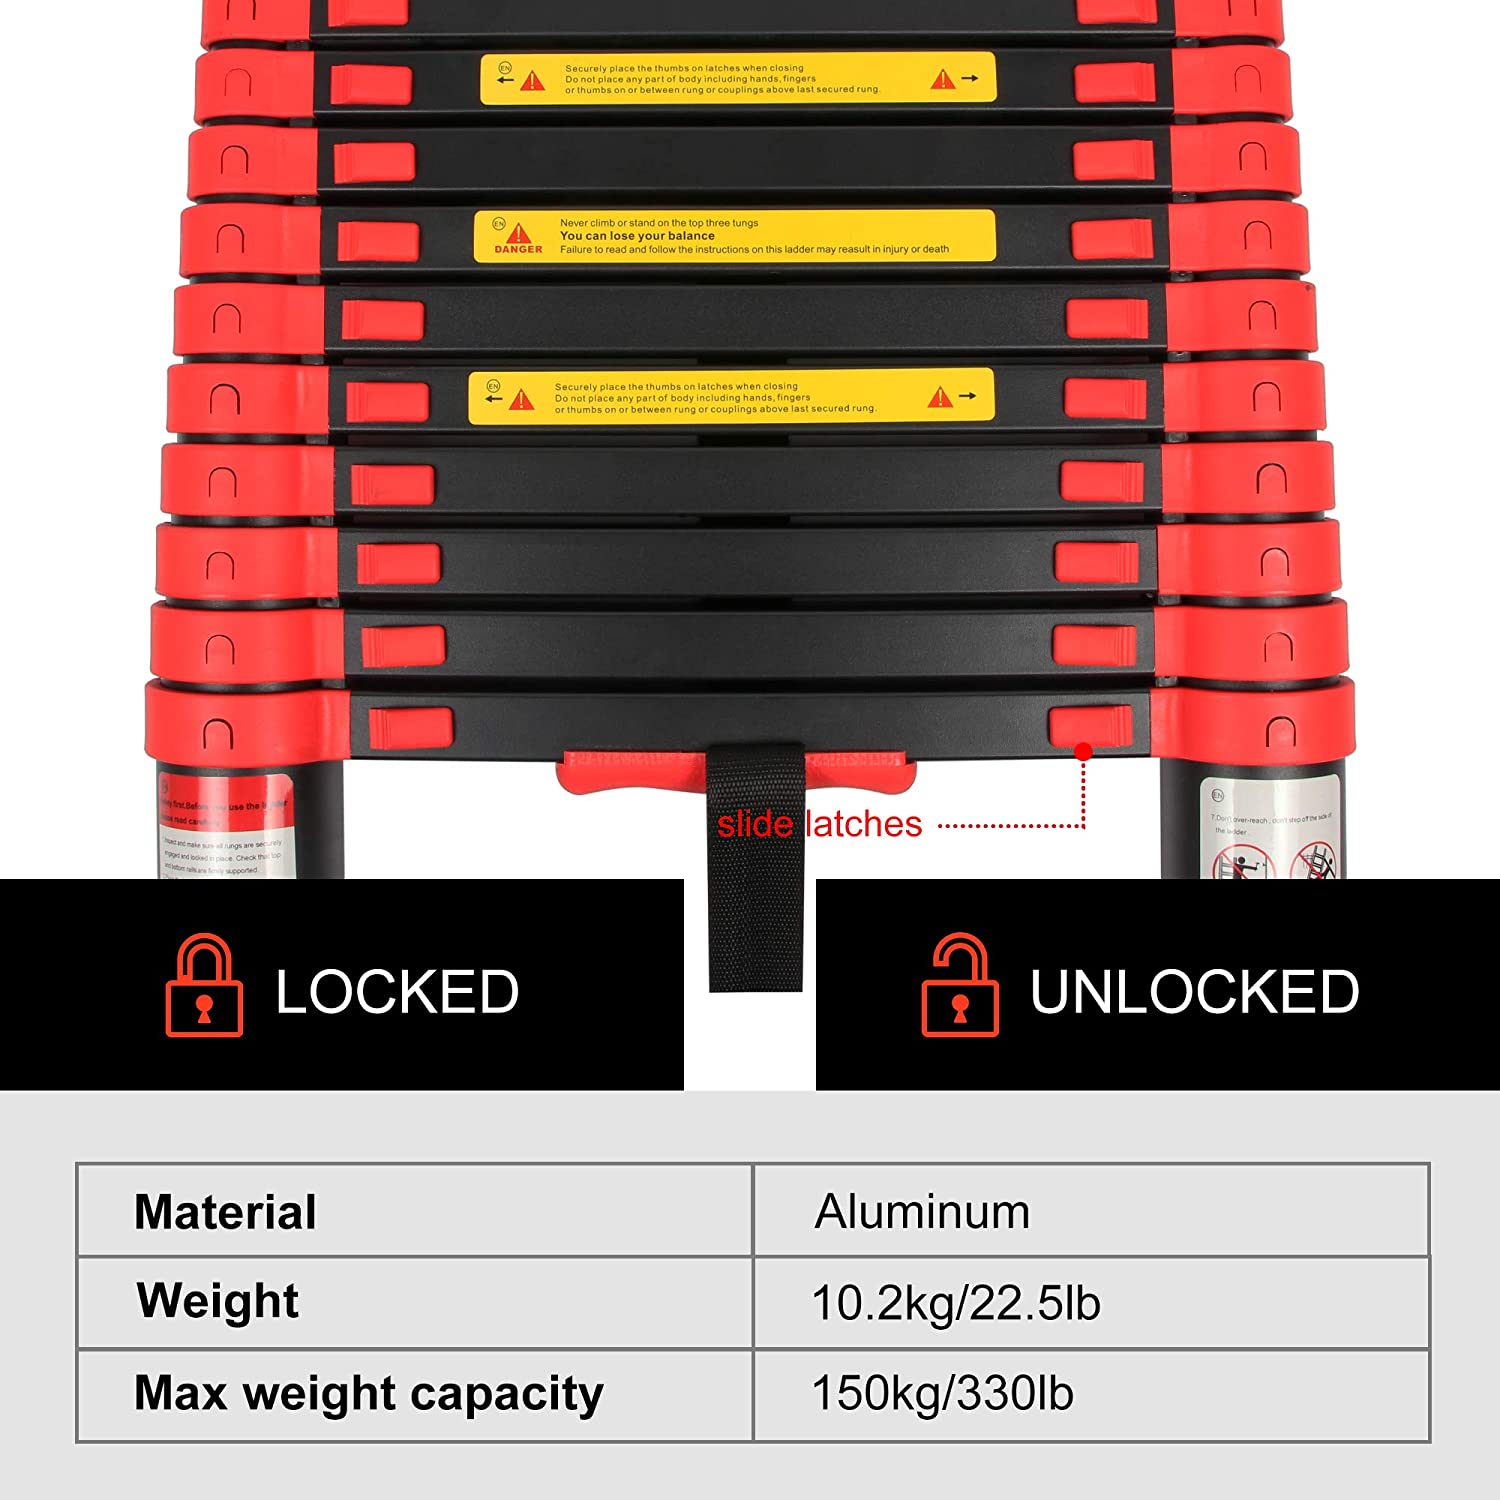 EN
Securely place the thumbs on latches when closing
Do not place any part of body including hands, fingers
or thumbs on or between rung or couplings above last secured rung.
EN
DANGER
Never climb or stand on the top three tungs
You can lose your balance
Failure to read and follow the instructions on this ladder may reasult in injury or death
EN
Securely place the thumbs on latches when closing
Do not place any part of body including hands, fingers
or thumbs on or between rung or couplings above last secured rung.
first.Before use the
read
and make sure all rungs are securely
engaged and locked in place. Check that top
and bottom rails are firmly supported.
EN
7.Don't over-reach , don't step off the side of
the ladder
slide latches
LOCKED
UNLOCKED
Material Aluminum
Weight 10.2kg/22.5lb
Max weight capacity 150kg/330lb